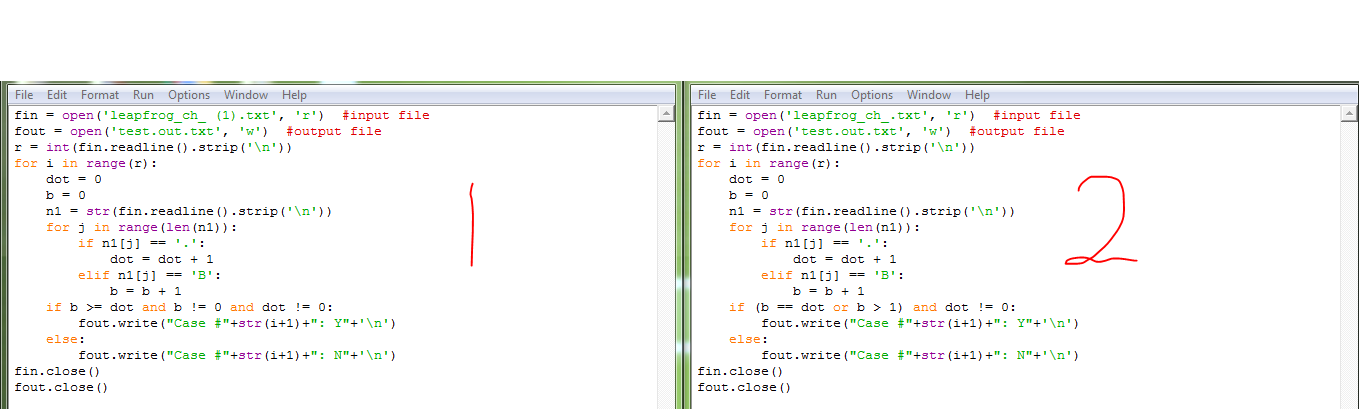 File Edit Format Run Options Window Help
fin = open('leapfrog_ch_ (1).txt', 'r')  #input file
fout = open('test.out.txt', 'w')  #output file
r = int(fin.readline().strip('\n'))
for i in range(r):
    dot = 0
    b = 0
    n1 = str(fin.readline().strip('\n'))
    for j in range(len(n1)):
        if n1[j] == '.':
            dot = dot + 1
        elif n1[j] == 'B':
            b = b + 1
    if b >= dot and b != 0 and dot != 0:
        fout.write("Case #"+str(i+1)+": Y"+'\n')
    else:
        fout.write("Case #"+str(i+1)+": N"+'\n')
fin.close()
fout.close()
1
File Edit Format Run Options Window Help
fin = open('leapfrog_ch_.txt', 'r')  #input file
fout = open('test.out.txt', 'w')  #output file
r = int(fin.readline().strip('\n'))
for i in range(r):
    dot = 0
    b = 0
    n1 = str(fin.readline().strip('\n'))
    for j in range(len(n1)):
        if n1[j] == '.':
            dot = dot + 1
        elif n1[j] == 'B':
            b = b + 1
    if (b == dot or b > 1) and dot != 0:
        fout.write("Case #"+str(i+1)+": Y"+'\n')
    else:
        fout.write("Case #"+str(i+1)+": N"+'\n')
fin.close()
fout.close()
2